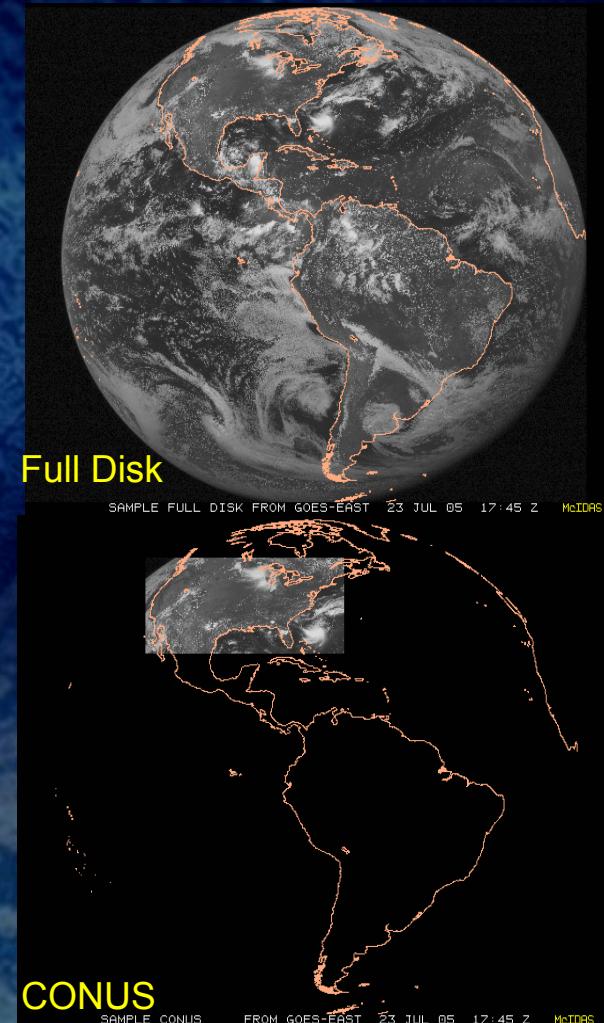 Full Disk
SAMPLE FULL DISK FROM GOES-EAST 23 JUL 05 17:45 Z McIDAS
CONUS
SAMPLE CONUS FROM GOES-EAST 23 JUL 05 17:45 Z McIDAS